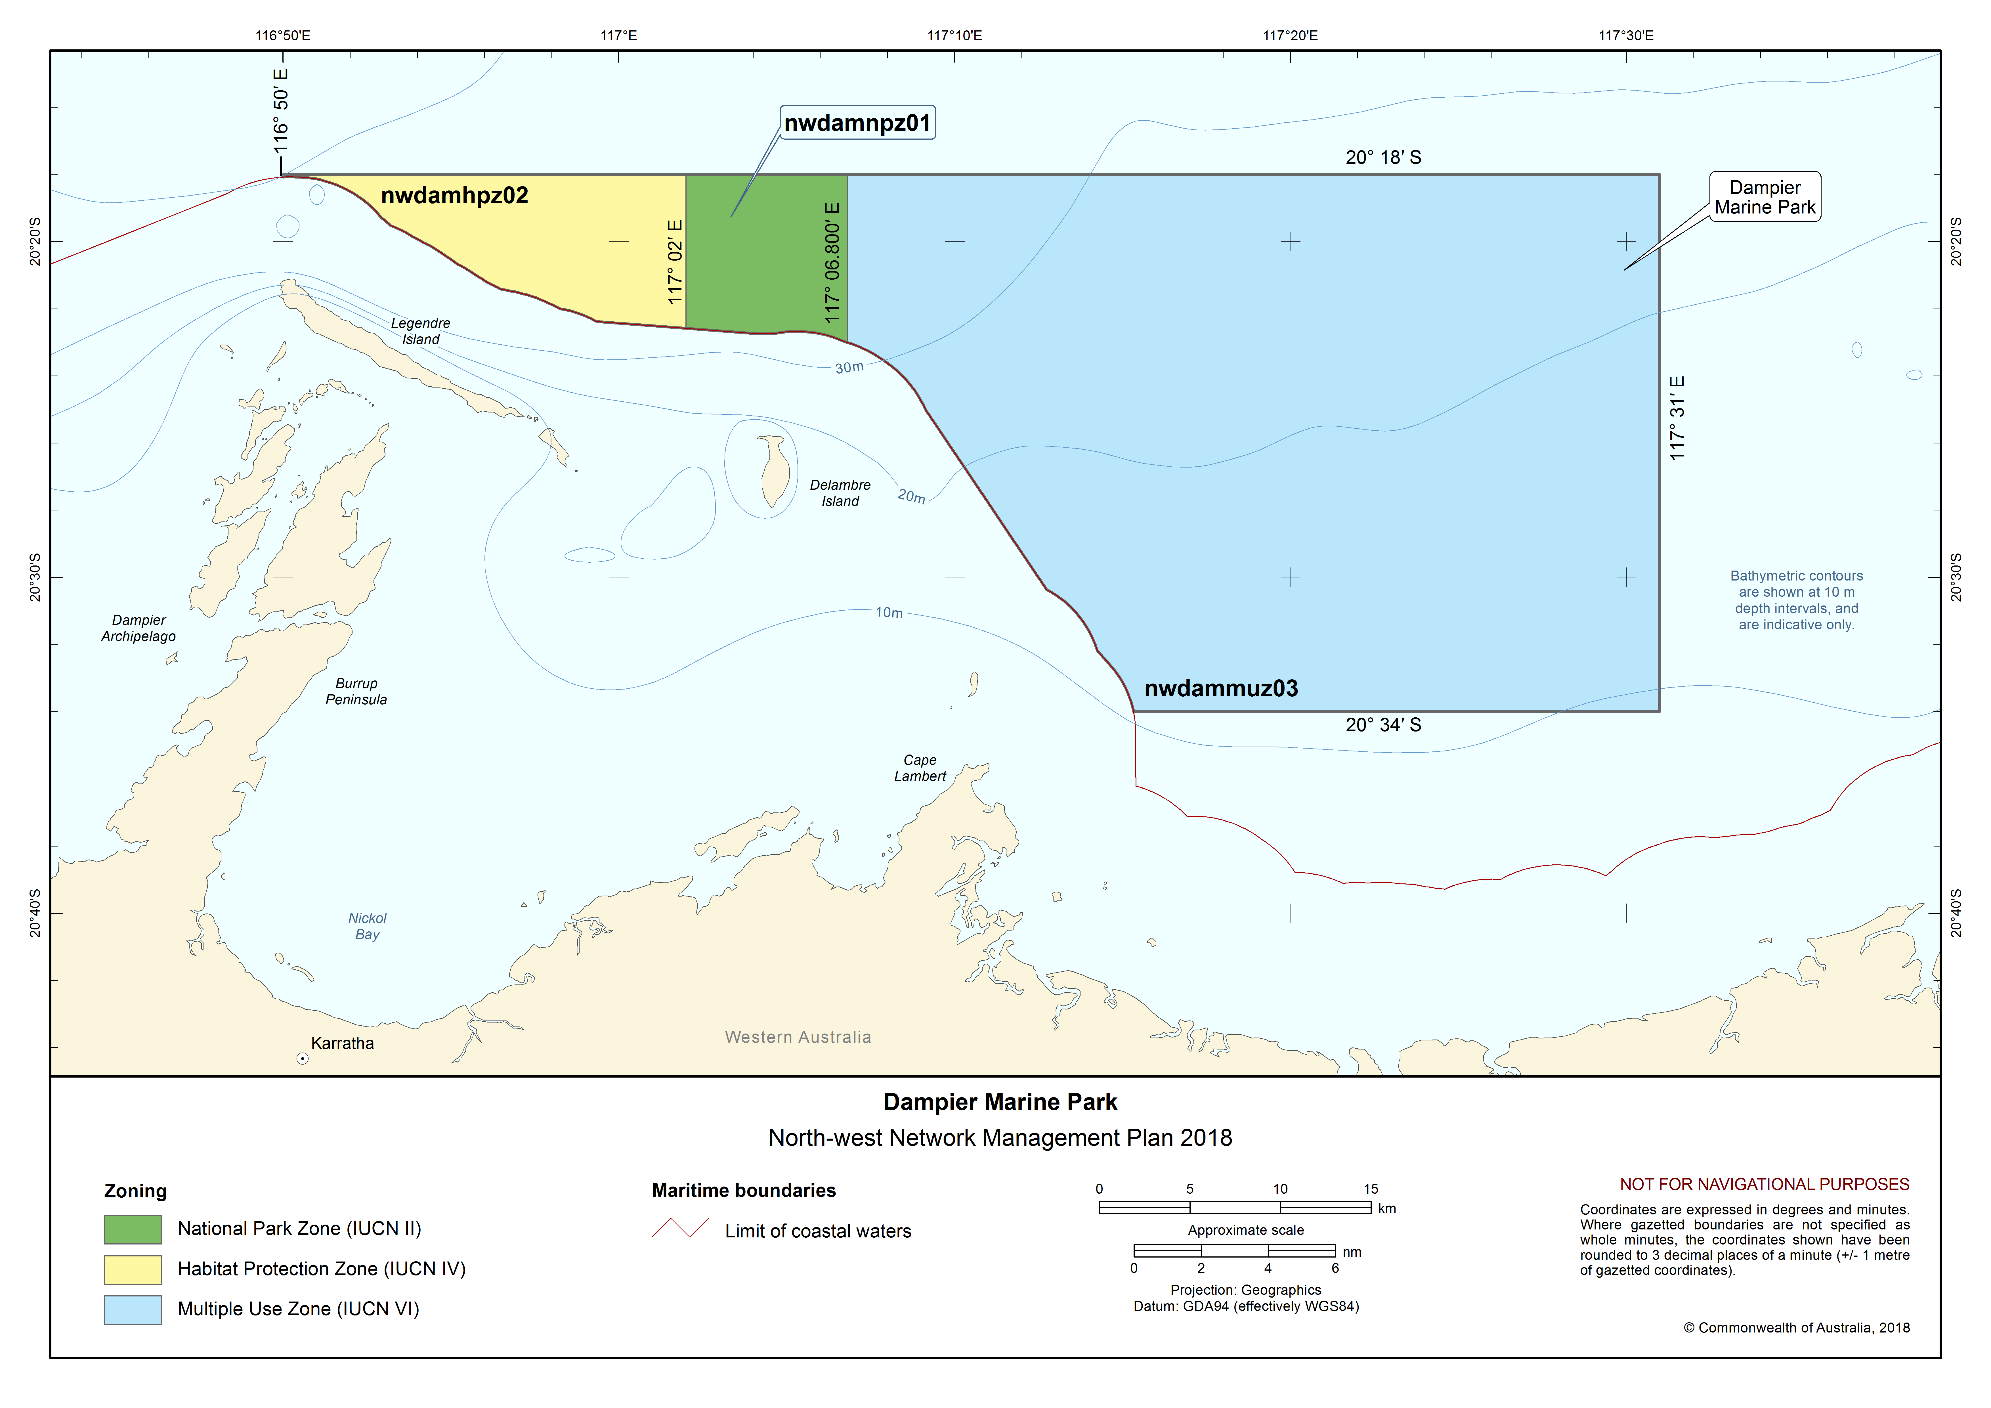 116°50'E
117°E
117°10'E
117°20'E
117°30'E
116° 50′ E
nwdamnpz01
20° 18′ S
nwdamhpz02
Dampier
Marine Park
20°20'S
117° 02′ E
117° 06.800′ E
20°20'S
Legendre
Island
30m
117° 31′ E
Delambre
Island
20m
20°30'S
20°30'S
Bathymetric contours
are shown at 10 m
depth intervals, and
are indicative only.
10m
Dampier
Archipelago
Burrup
Peninsula
nwdammuz03
20° 34′ S
Cape
Lambert
20°40'S
Nickol
Bay
20°40'S
Western Australia
Karratha
Dampier Marine Park
North-west Network Management Plan 2018
Zoning
National Park Zone (IUCN II)
Habitat Protection Zone (IUCN IV)
Multiple Use Zone (IUCN VI)
Maritime boundaries
Limit of coastal waters
0 5 10 15
km
Approximate scale
nm
0 2 4 6
Projection: Geographics
Datum: GDA94 (effectively WGS84)
NOT FOR NAVIGATIONAL PURPOSES
Coordinates are expressed in degrees and minutes.
Where gazetted boundaries are not specified as
whole minutes, the coordinates shown have been
rounded to 3 decimal places of a minute (+/- 1 metre
of gazetted coordinates).
© Commonwealth of Australia, 2018